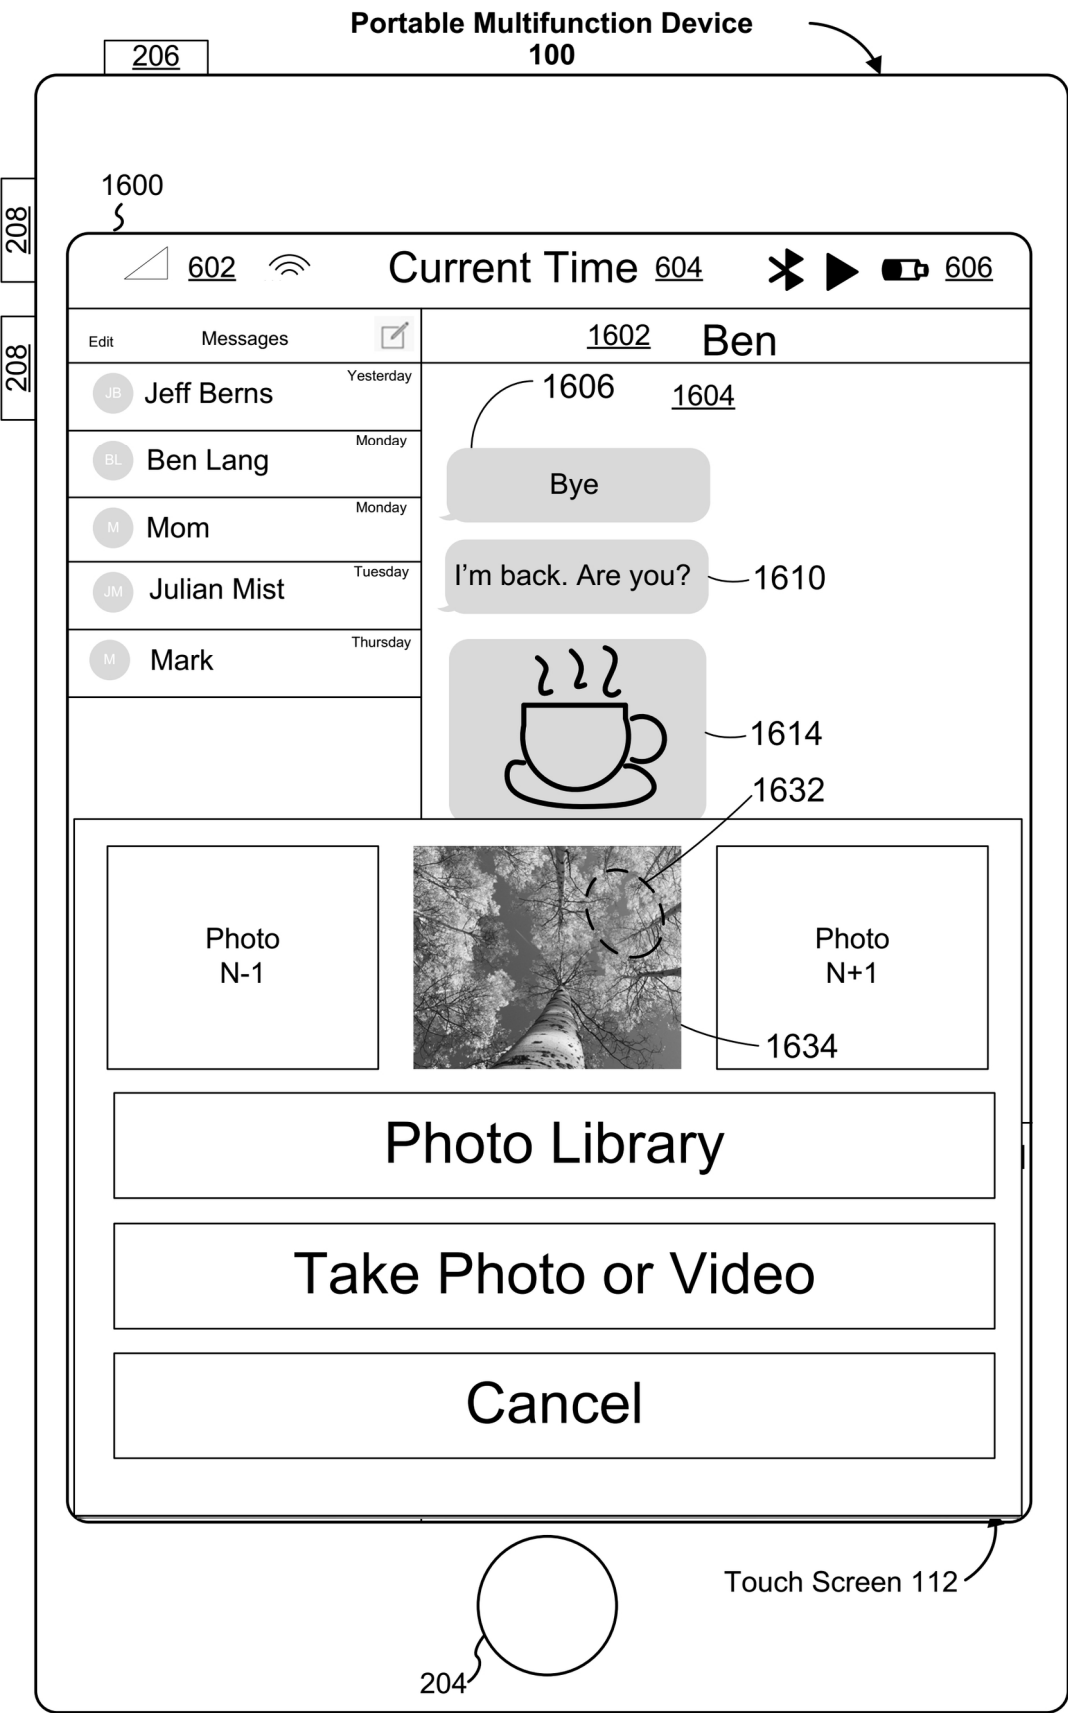 Portable Multifunction Device
100
206
1600
208
208
602
Current Time 604
606
Edit
Messages
1602
Ben
JB
Jeff Berns
Yesterday
BL
Ben Lang
Monday
M
Mom
Monday
JM
Julian Mist
Tuesday
M
Mark
Thursday
1606
1604
Bye
I'm back. Are you?
1610
1614
1632
Photo
N-1
Photo
N+1
1634
Photo Library
Take Photo or Video
Cancel
Touch Screen 112
204